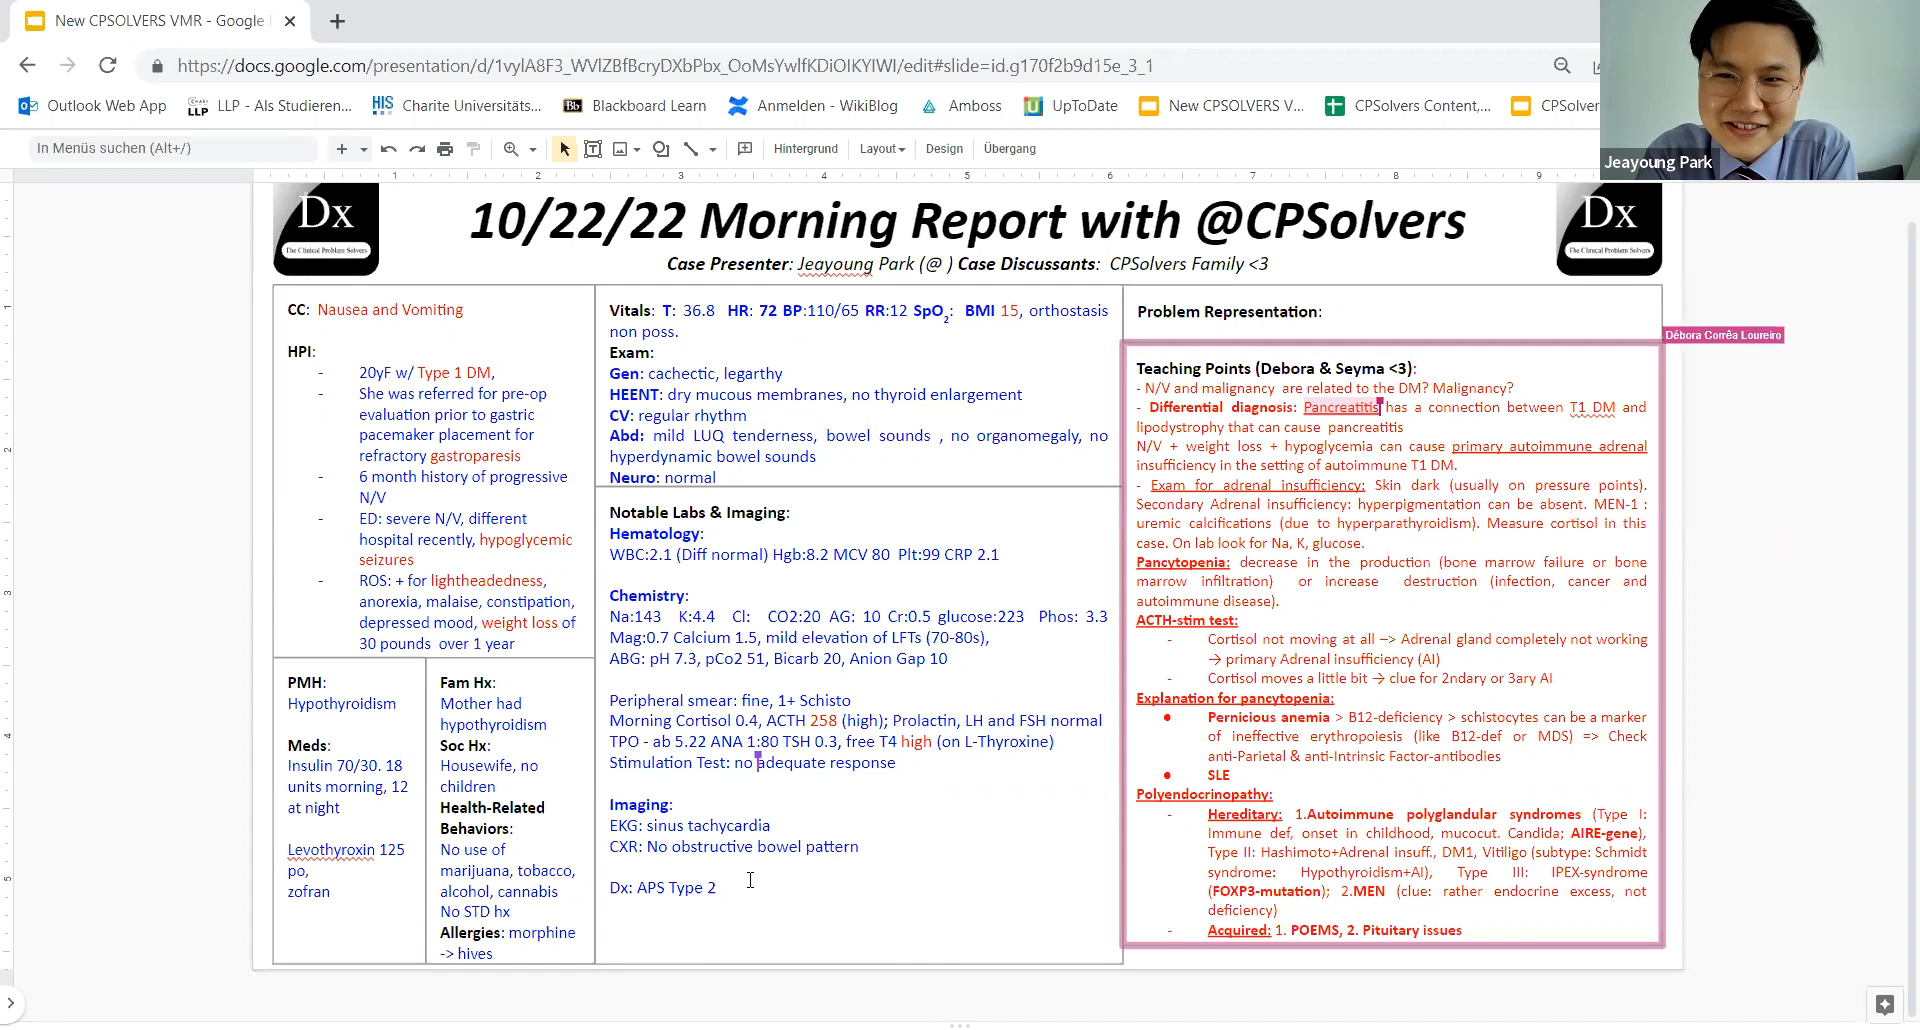 New CPSOLVERS VMR - Google
https://docs.google.com/presentation/d/1vylA8F3_WVlZBfBcryDXbPbx_OoMsYwlfKDiOIKYIWI/edit#slide=id.g170f2b9d15e_3_1
Outlook Web App LLP - Als Studieren... HIS Charite Universitäts... Bb Blackboard Learn Anmelden - WikiBlog Amboss UpToDate New CPSOLVERS V... CPSolvers Content,... CPSolver
In Menüs suchen (Alt+/) Hintergrund Layout Design Übergang
Jeayoung Park
1 2 3 4 5 6 7 8 9
Dx
The Clinical Problem Solvers
10/22/22 Morning Report with @CPSolvers
Case Presenter: Jeayoung Park (@ ) Case Discussants: CPSolvers Family <3
Dx
The Clinical Problem Solvers
CC: Nausea and Vomiting
HPI:
- 20yF w/ Type 1 DM,
- She was referred for pre-op
evaluation prior to gastric
pacemaker placement for
refractory gastroparesis
- 6 month history of progressive
N/V
- ED: severe N/V, different
hospital recently, hypoglycemic
seizures
- ROS: + for lightheadedness,
anorexia, malaise, constipation,
depressed mood, weight loss of
30 pounds over 1 year
PMH:
Hypothyroidism
Meds:
Insulin 70/30. 18
units morning, 12
at night
Levothyroxin 125
po,
zofran
Fam Hx:
Mother had
hypothyroidism
Soc Hx:
Housewife, no
children
Health-Related
Behaviors:
No use of
marijuana, tobacco,
alcohol, cannabis
No STD hx
Allergies: morphine
-> hives
Vitals: T: 36.8 HR: 72 BP:110/65 RR:12 SpO2: BMI 15, orthostasis
non poss.
Exam:
Gen: cachectic, legarthy
HEENT: dry mucous membranes, no thyroid enlargement
CV: regular rhythm
Abd: mild LUQ tenderness, bowel sounds , no organomegaly, no
hyperdynamic bowel sounds
Neuro: normal
Notable Labs & Imaging:
Hematology:
WBC:2.1 (Diff normal) Hgb:8.2 MCV 80 Plt:99 CRP 2.1
Chemistry:
Na:143 K:4.4 Cl: CO2:20 AG: 10 Cr:0.5 glucose:223 Phos: 3.3
Mag:0.7 Calcium 1.5, mild elevation of LFTs (70-80s),
ABG: pH 7.3, pCo2 51, Bicarb 20, Anion Gap 10
Peripheral smear: fine, 1+ Schisto
Morning Cortisol 0.4, ACTH 258 (high); Prolactin, LH and FSH normal
TPO - ab 5.22 ANA 1:80 TSH 0.3, free T4 high (on L-Thyroxine)
Stimulation Test: no adequate response
Imaging:
EKG: sinus tachycardia
CXR: No obstructive bowel pattern
Dx: APS Type 2
Problem Representation:
Débora Corrêa Loureiro
Teaching Points (Debora & Seyma <3):
- N/V and malignancy are related to the DM? Malignancy?
- Differential diagnosis: Pancreatitis has a connection between T1 DM and
lipodystrophy that can cause pancreatitis
N/V + weight loss + hypoglycemia can cause primary autoimmune adrenal
insufficiency in the setting of autoimmune T1 DM.
- Exam for adrenal insufficiency: Skin dark (usually on pressure points).
Secondary Adrenal insufficiency: hyperpigmentation can be absent. MEN-1 :
uremic calcifications (due to hyperparathyroidism). Measure cortisol in this
case. On lab look for Na, K, glucose.
Pancytopenia: decrease in the production (bone marrow failure or bone
marrow infiltration) or increase destruction (infection, cancer and
autoimmune disease).
ACTH-stim test:
- Cortisol not moving at all –> Adrenal gland completely not working
→ primary Adrenal insufficiency (AI)
- Cortisol moves a little bit → clue for 2ndary or 3ary AI
Explanation for pancytopenia:
● Pernicious anemia > B12-deficiency > schistocytes can be a marker
of ineffective erythropoiesis (like B12-def or MDS) => Check
anti-Parietal & anti-Intrinsic Factor-antibodies
● SLE
Polyendocrinopathy:
- Hereditary: 1.Autoimmune polyglandular syndromes (Type I:
Immune def, onset in childhood, mucocut. Candida; AIRE-gene),
Type II: Hashimoto+Adrenal insuff., DM1, Vitiligo (subtype: Schmidt
syndrome: Hypothyroidism+AI), Type III: IPEX-syndrome
(FOXP3-mutation); 2.MEN (clue: rather endocrine excess, not
deficiency)
- Acquired: 1. POEMS, 2. Pituitary issues